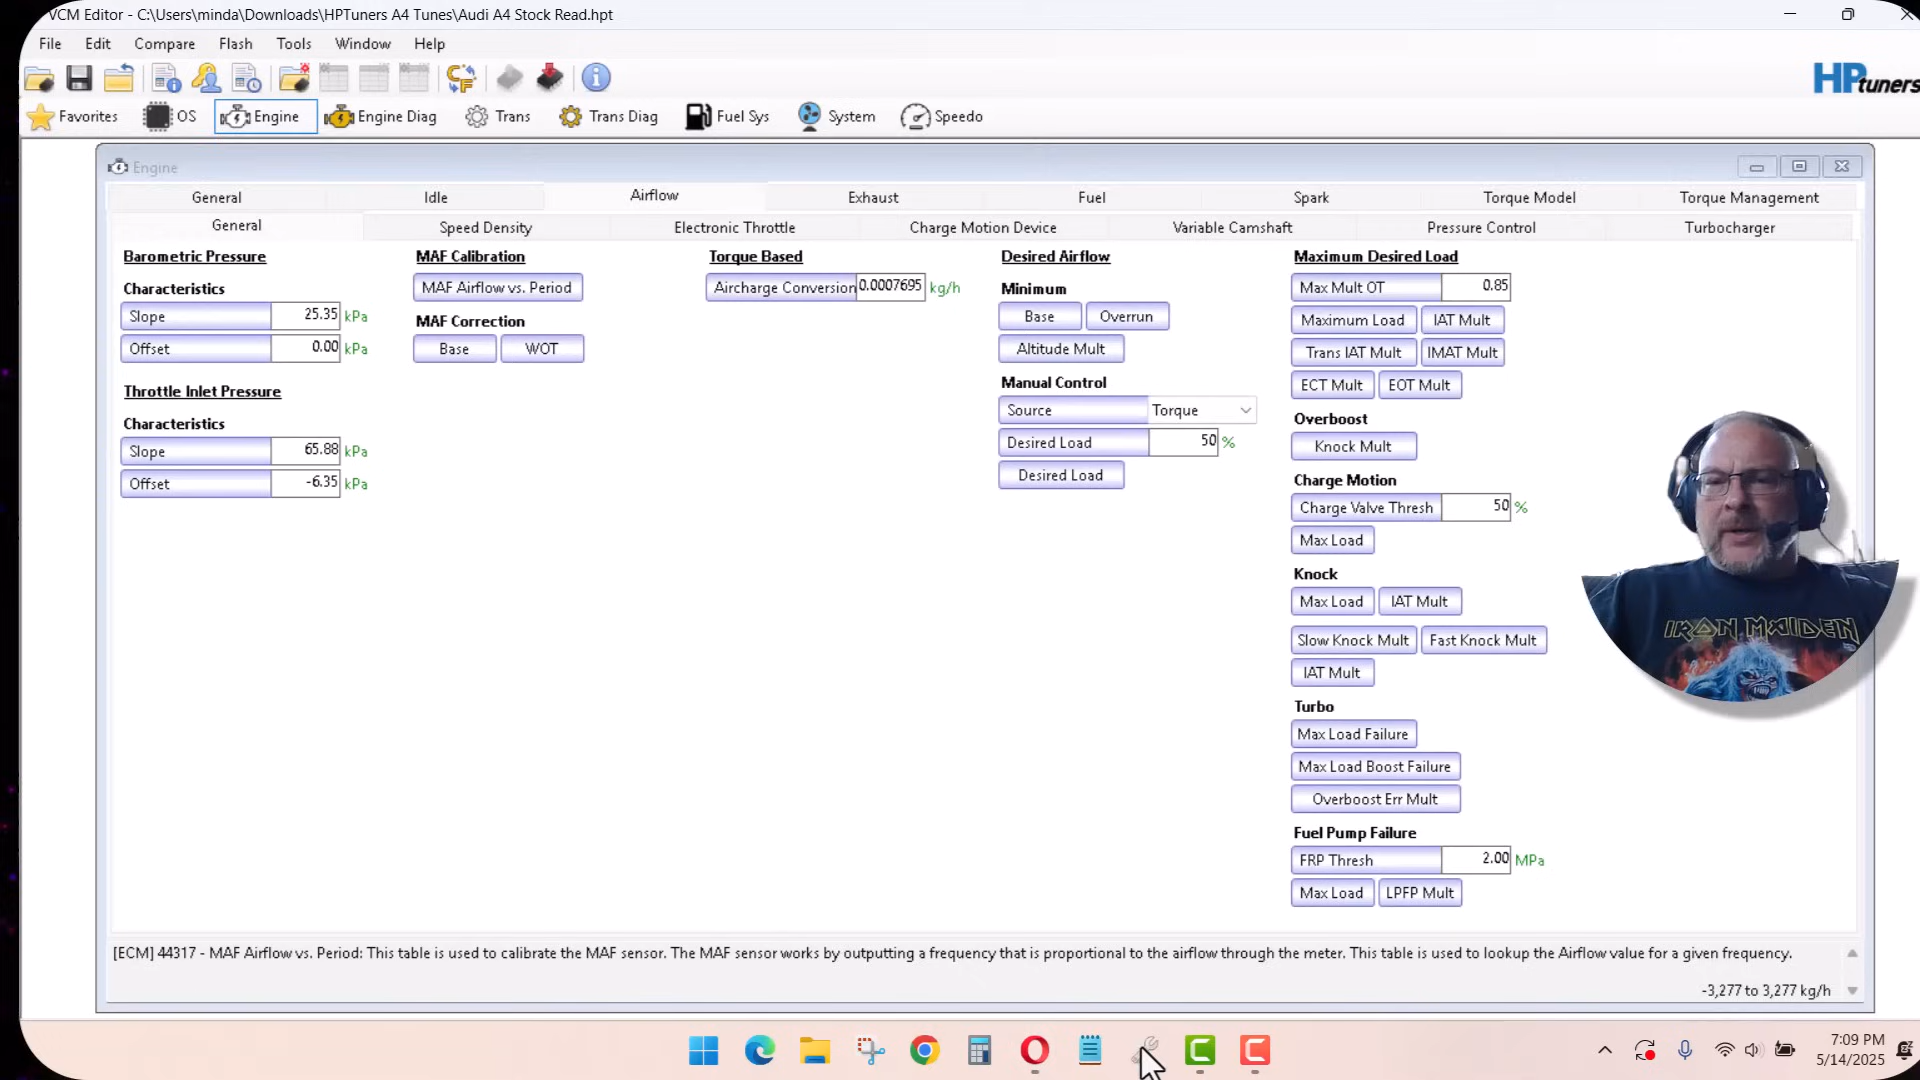 VCM Editor - C:\Users\minda\Downloads\HPTuners A4 Tunes\Audi A4 Stock Read.hpt
File Edit Compare Flash Tools Window Help
HPtuners
Favorites OS Engine Engine Diag Trans Trans Diag Fuel Sys System Speedo
Engine
General Idle Airflow Exhaust Fuel Spark Torque Model Torque Management
General Speed Density Electronic Throttle Charge Motion Device Variable Camshaft Pressure Control Turbocharger
Barometric Pressure
Characteristics
Slope 25.35 kPa
Offset 0.00 kPa
Throttle Inlet Pressure
Characteristics
Slope 65.88 kPa
Offset -6.35 kPa
MAF Calibration
MAF Airflow vs. Period
MAF Correction
Base WOT
Torque Based
Aircharge Conversion 0.0007695 kg/h
Desired Airflow
Minimum
Base Overrun
Altitude Mult
Manual Control
Source Torque
Desired Load 50 %
Desired Load
Maximum Desired Load
Max Mult OT 0.85
Maximum Load IAT Mult
Trans IAT Mult IMAT Mult
ECT Mult EOT Mult
Overboost
Knock Mult
Charge Motion
Charge Valve Thresh 50 %
Max Load
Knock
Max Load IAT Mult
Slow Knock Mult Fast Knock Mult
IAT Mult
Turbo
Max Load Failure
Max Load Boost Failure
Overboost Err Mult
Fuel Pump Failure
FRP Thresh 2.00 MPa
Max Load LPFP Mult
IRON MAIDEN
[ECM] 44317 - MAF Airflow vs. Period: This table is used to calibrate the MAF sensor. The MAF sensor works by outputting a frequency that is proportional to the airflow through the meter. This table is used to lookup the Airflow value for a given frequency.
-3,277 to 3,277 kg/h
7:09 PM
5/14/2025